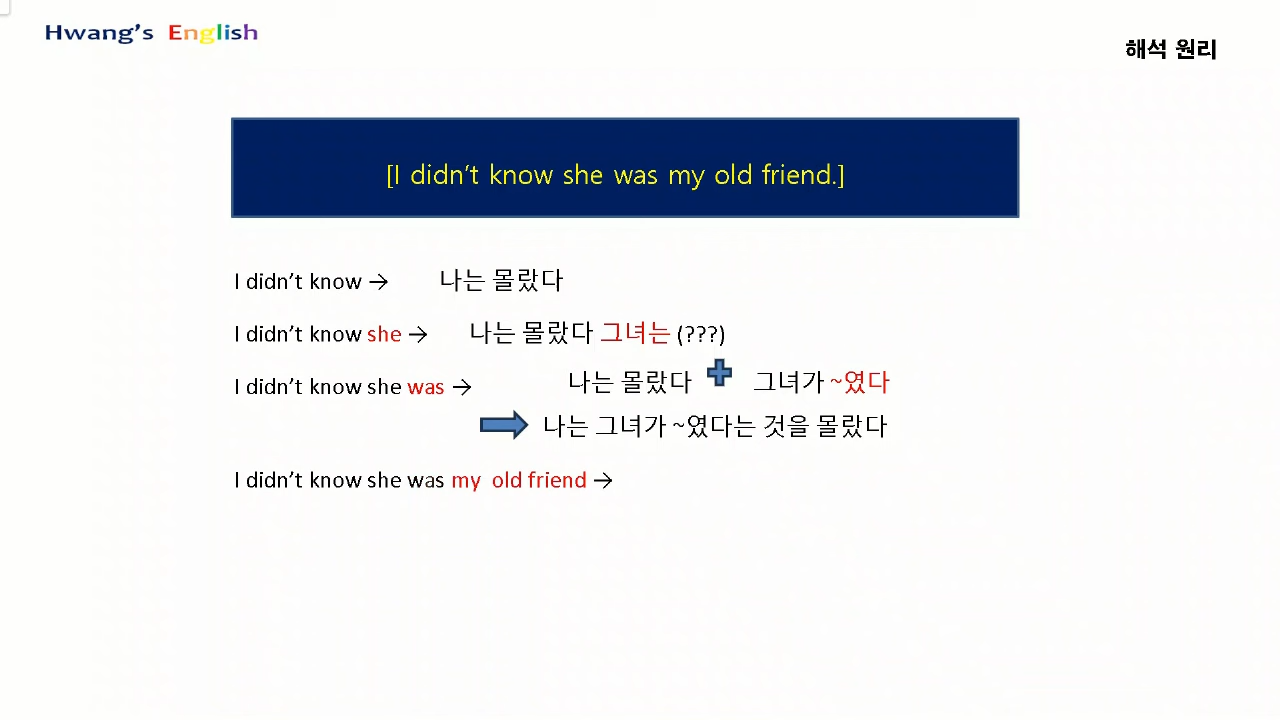 Hwang's English
해석 원리
[I didn't know she was my old friend.]
I didn't know → 나는 몰랐다
I didn't know she → 나는 몰랐다 그녀는 (???)
I didn't know she was → 나는 몰랐다 그녀가 ~였다
나는 그녀가 ~였다는 것을 몰랐다
I didn't know she was my old friend →